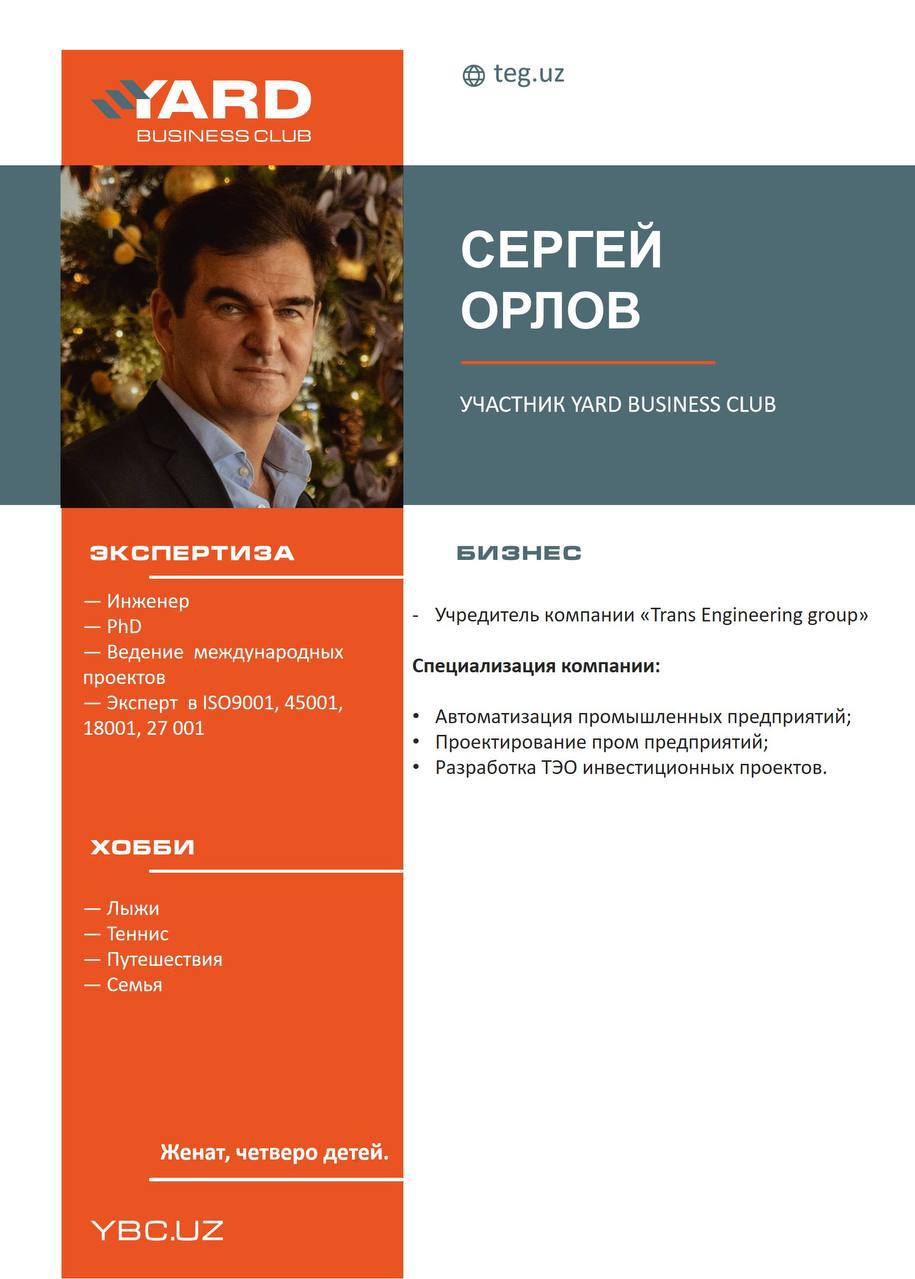 YARD
BUSINESS CLUB
teg.uz
СЕРГЕЙ
ОРЛОВ
УЧАСТНИК YARD BUSINESS CLUB
ЭКСПЕРТИЗА
— Инженер
— PhD
— Ведение международных
проектов
— Эксперт в ISO9001, 45001,
18001, 27 001
ХОББИ
— Лыжи
— Теннис
— Путешествия
— Семья
Женат, четверо детей.
YBC.UZ
БИЗНЕС
- Учредитель компании «Trans Engineering group»
Специализация компании:
• Автоматизация промышленных предприятий;
• Проектирование пром предприятий;
• Разработка ТЭО инвестиционных проектов.